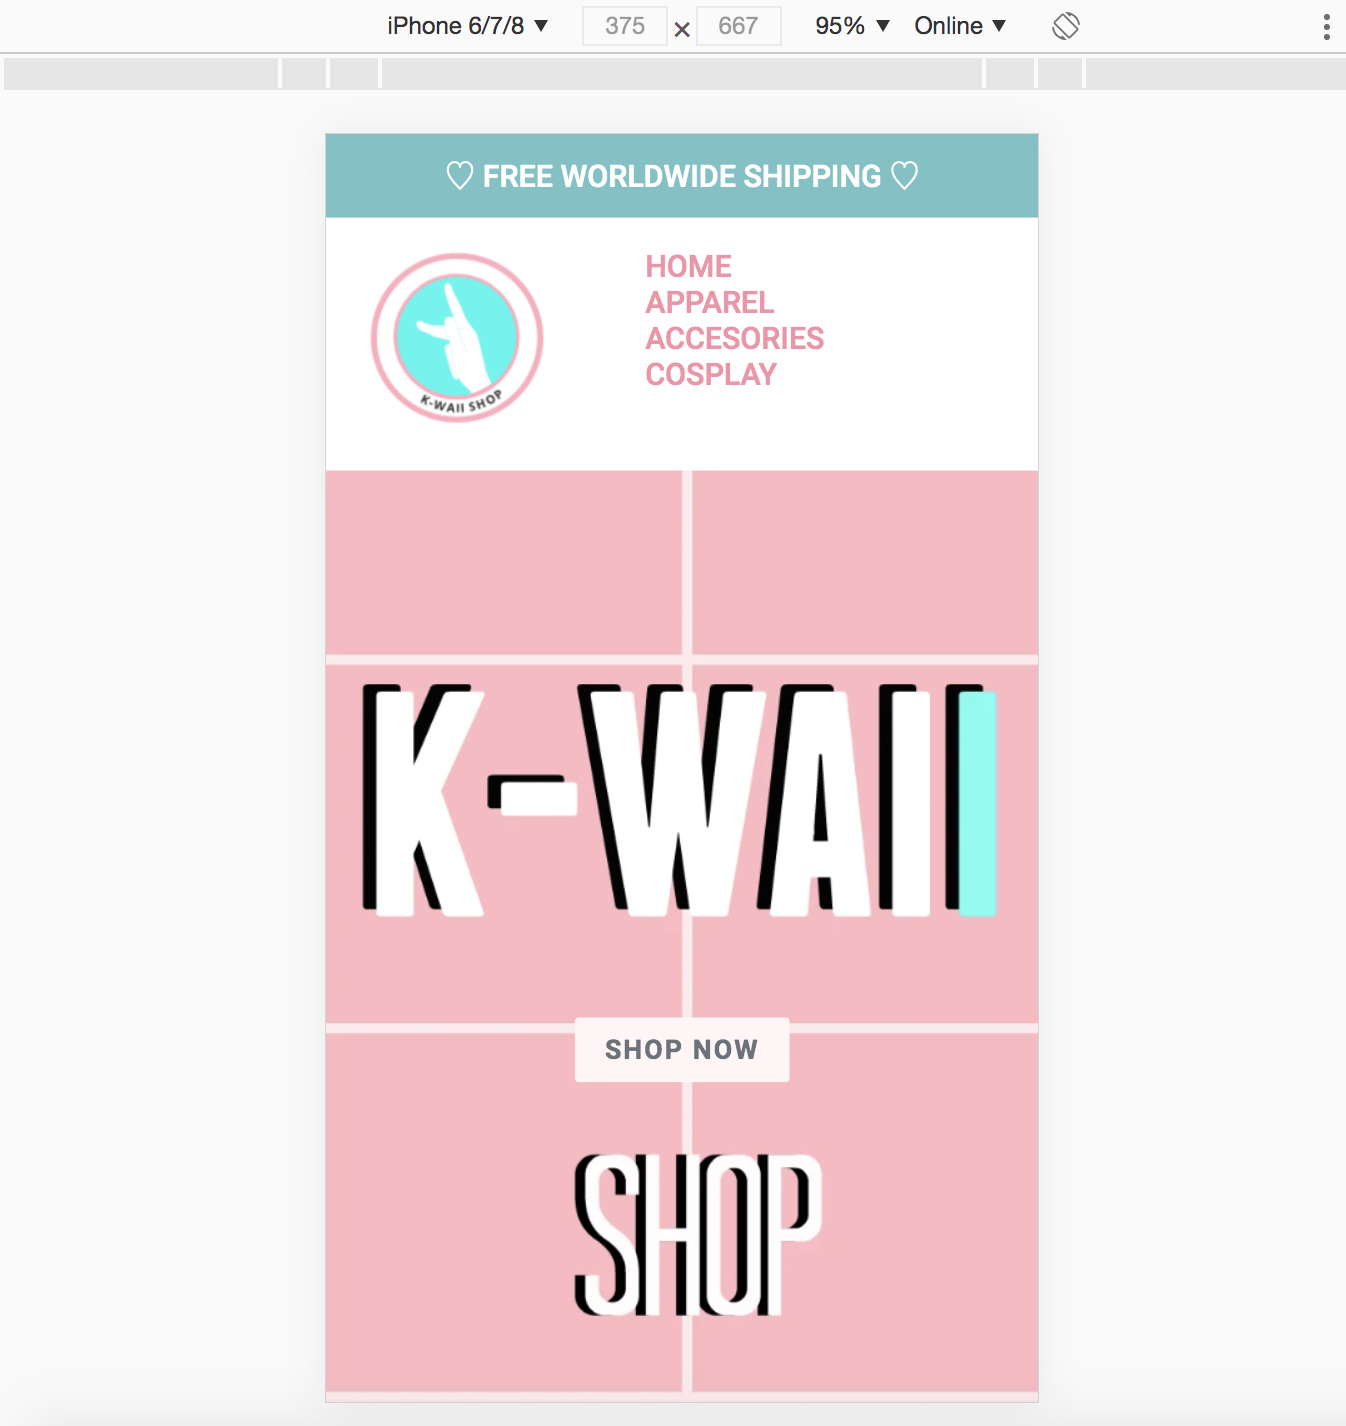 iPhone 6/7/8 ▼ 375 × 667 95% ▼ Online ▼
♡ FREE WORLDWIDE SHIPPING ♡
K-WAII SHOP
HOME
APPAREL
ACCESORIES
COSPLAY
K-WAII
SHOP NOW
SHOP